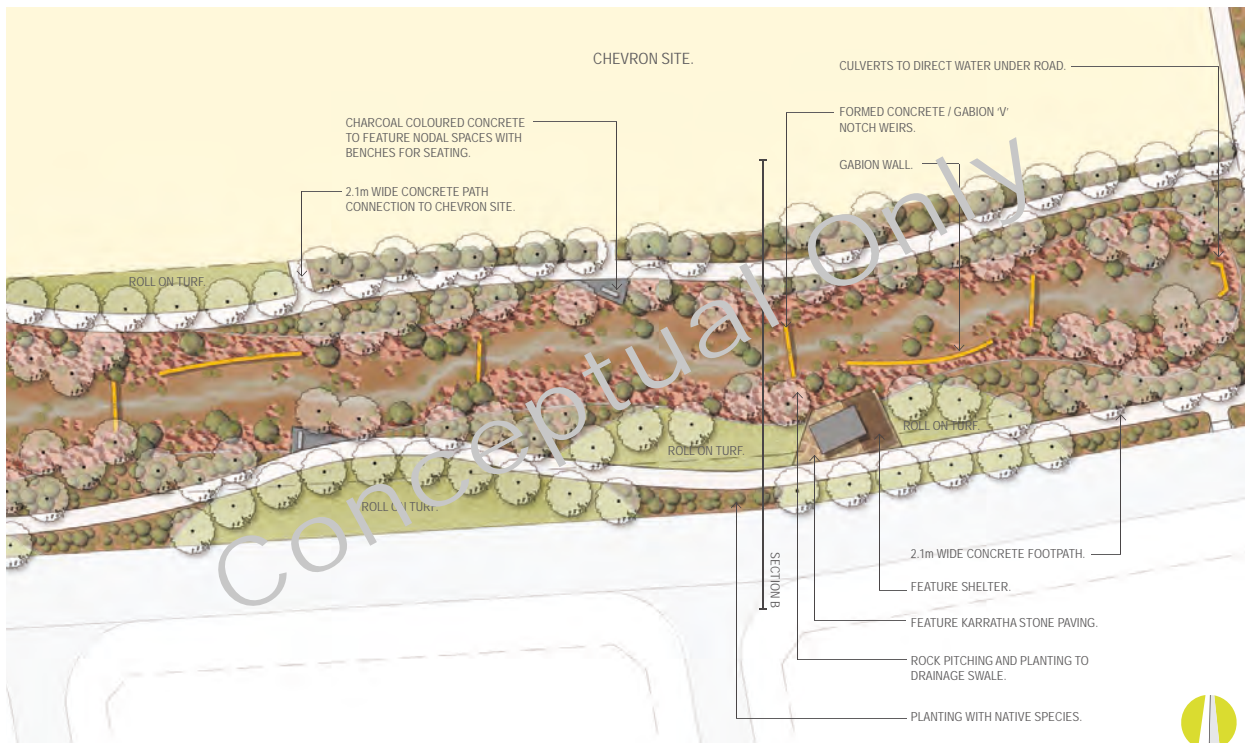 CHEVRON SITE.
CULVERTS TO DIRECT WATER UNDER ROAD.
CHARCOAL COLOURED CONCRETE
TO FEATURE NODAL SPACES WITH
BENCHES FOR SEATING.
FORMED CONCRETE / GABION ‘V’
NOTCH WEIRS.
GABION WALL.
2.1m WIDE CONCRETE PATH
CONNECTION TO CHEVRON SITE.
ROLL ON TURF.
ROLL ON TURF.
ROLL ON TURF.
ROLL ON TURF.
Conceptual only
SECTION B
2.1m WIDE CONCRETE FOOTPATH.
FEATURE SHELTER.
FEATURE KARRATHA STONE PAVING.
ROCK PITCHING AND PLANTING TO
DRAINAGE SWALE.
PLANTING WITH NATIVE SPECIES.